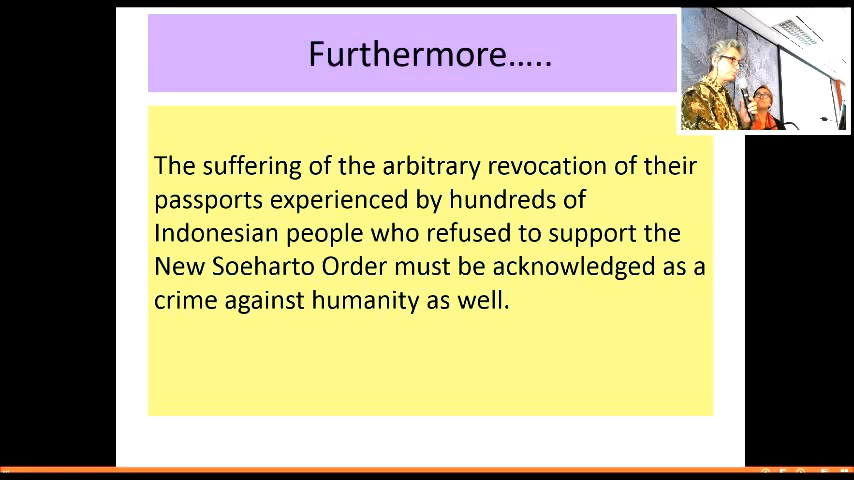 Furthermore…..
The suffering of the arbitrary revocation of their
passports experienced by hundreds of
Indonesian people who refused to support the
New Soeharto Order must be acknowledged as a
crime against humanity as well.